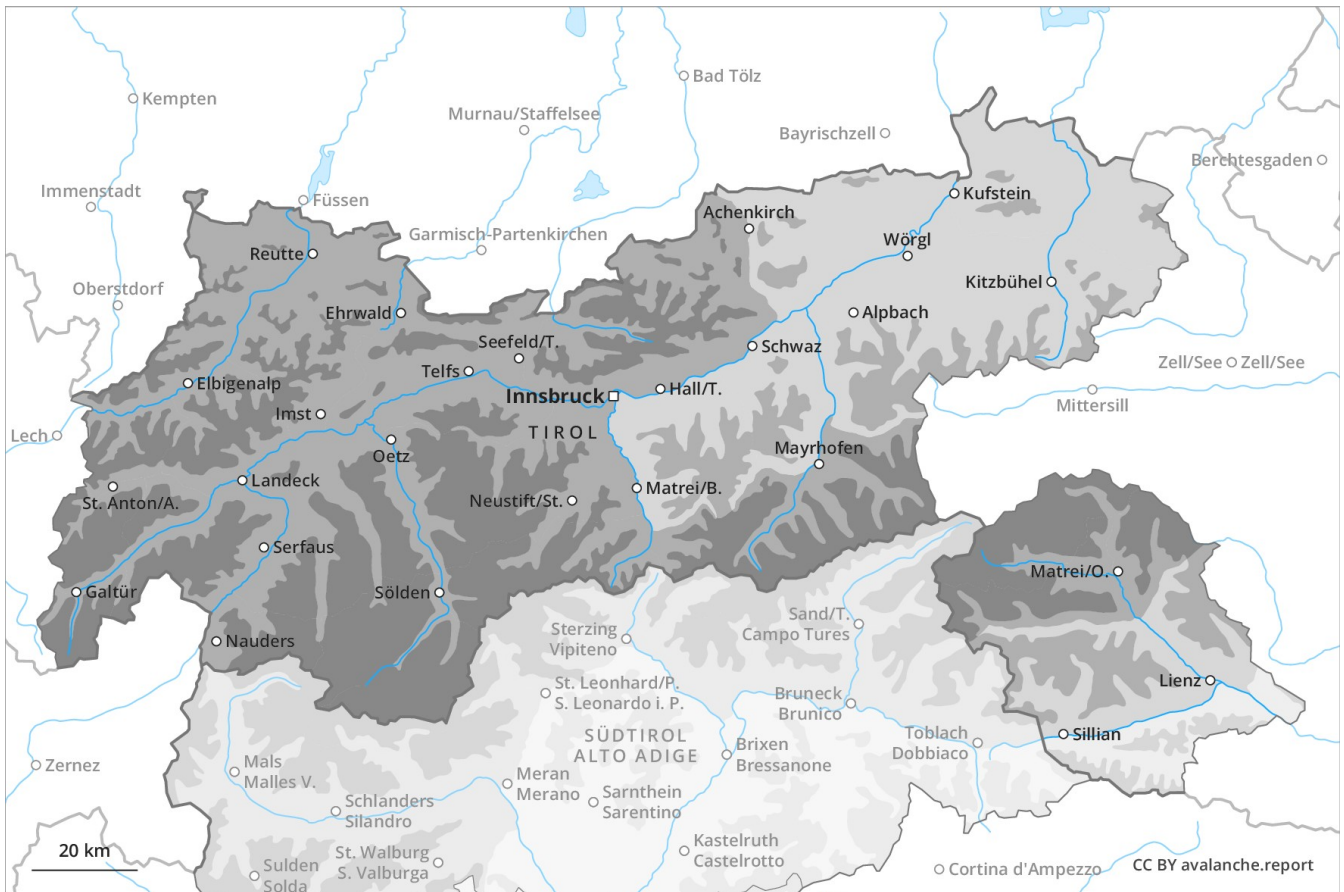 Kempten
Bad Tölz
Murnau/Staffelsee
Bayrischzell
Berchtesgaden
Immenstadt
Füssen
Kufstein
Achenkirch
Garmisch-Partenkirchen
Wörgl
Reutte
Kitzbühel
Oberstdorf
Ehrwald
Alpbach
Seefeld/T.
Schwaz
Telfs
Zell/See
Zell/See
Elbigenalp
Hall/T.
Innsbruck
Mittersill
Imst
Lech
TIROL
Oetz
Mayrhofen
Landeck
Matrei/B.
St. Anton/A.
Neustift/St.
Serfaus
Matrei/O.
Galtür
Sölden
Sand/T.
Campo Tures
Sterzing
Vipiteno
Nauders
Lienz
St. Leonhard/P.
S. Leonardo i. P.
Bruneck
Brunico
SÜDTIROL
ALTO ADIGE
Toblach
Dobbiaco
Sillian
Brixen
Bressanone
Zernez
Mals
Malles V.
Meran
Merano
Schlanders
Silandro
Sarnthein
Sarentino
Kastelruth
Castelrotto
20 km
St. Walburg
S. Valburga
Sulden
Solda
Cortina d'Ampezzo
CC BY avalanche.report